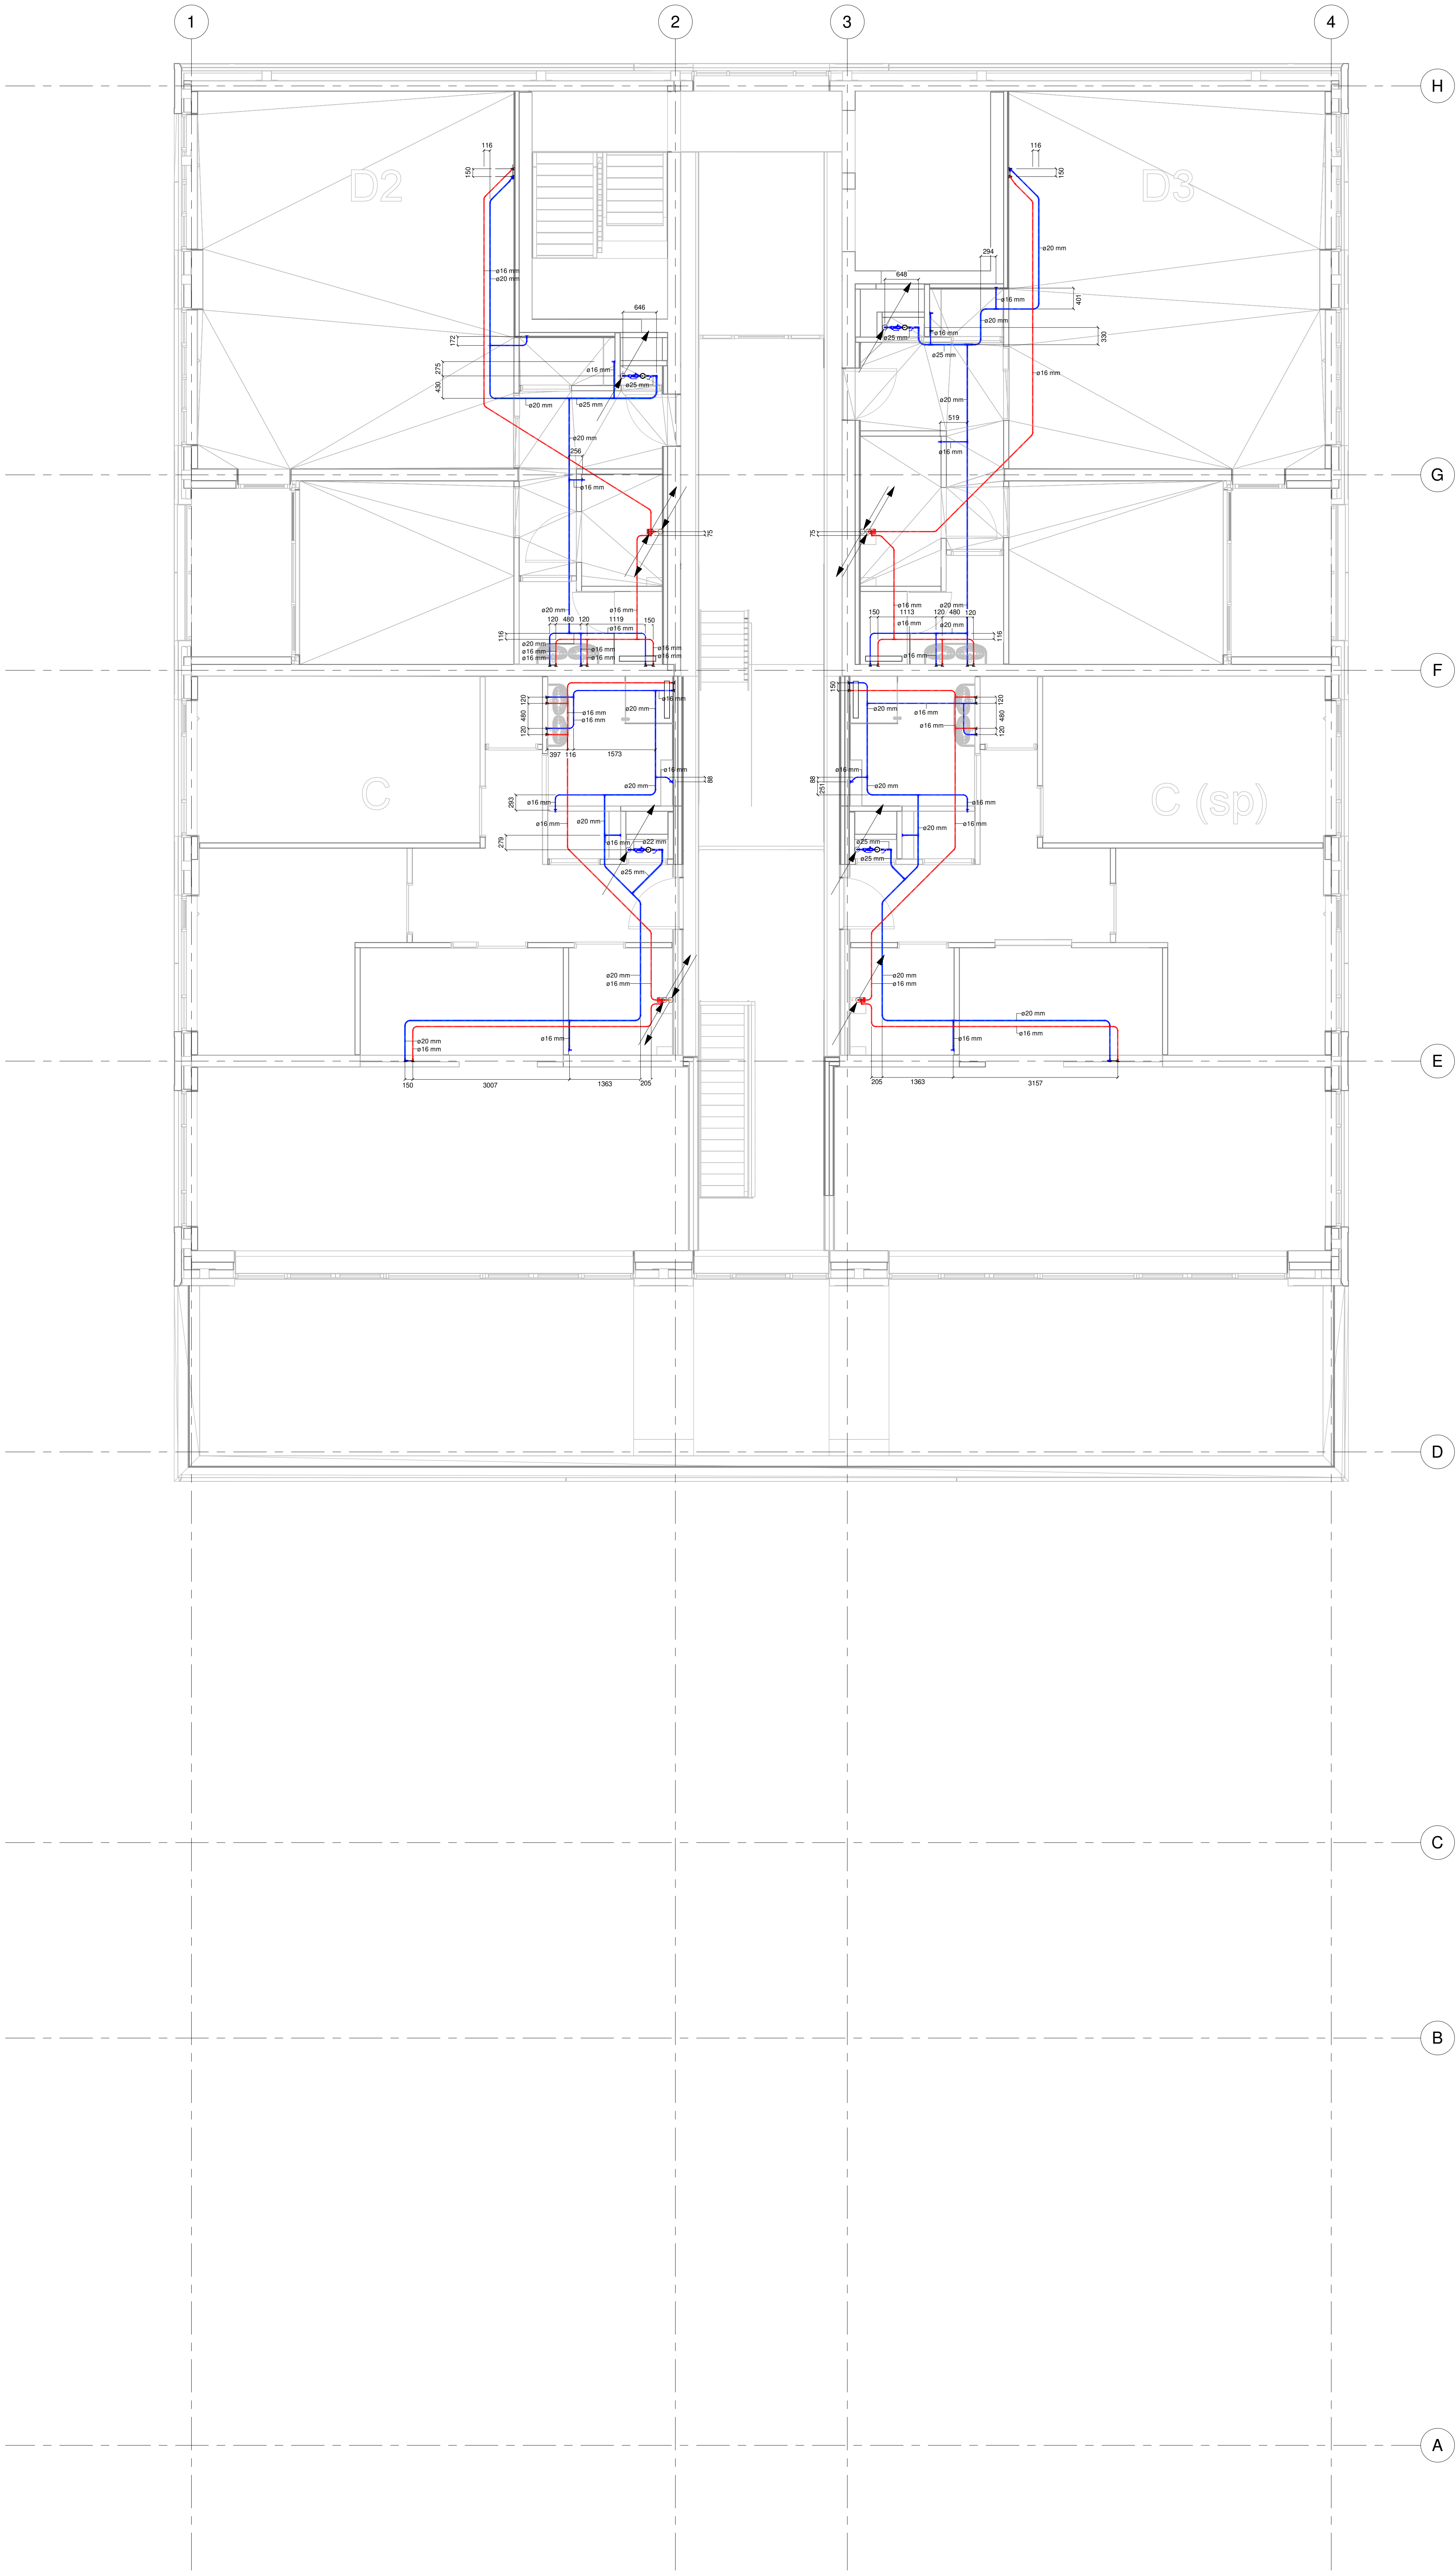 1 2 3 4
H
116
150
D2
116
150
D3
ø16 mm
ø20 mm
ø20 mm
294
648
646
ø16 mm
401
ø20 mm
330
ø16 mm
ø25 mm
ø25 mm
172
275
430
ø16 mm
ø25 mm
ø16 mm
ø20 mm
ø25 mm
ø20 mm
ø20 mm
519
ø16 mm
256
ø16 mm
G
75
75
ø20 mm
ø16 mm
120 480 120 1119 150
ø16 mm
116
ø20 mm
ø16 mm
ø16 mm
ø16 mm
ø16 mm
ø16 mm
ø16 mm
ø16 mm
ø20 mm
150 1113 120 480 120
ø16 mm
ø20 mm
116
ø16 mm
F
120
480
120
ø16 mm
ø20 mm
ø16 mm
ø16 mm
397 116 1573
ø16 mm
88
ø20 mm
293
ø16 mm
ø16 mm
ø20 mm
279
ø16 mm
ø22 mm
ø25 mm
C
150
ø20 mm
ø16 mm
ø16 mm
120
480
120
ø16 mm
88
251
ø20 mm
ø16 mm
ø16 mm
ø20 mm
ø25 mm
ø25 mm
C (sp)
ø20 mm
ø16 mm
ø20 mm
ø16 mm
ø20 mm
ø16 mm
ø16 mm
ø20 mm
ø16 mm
ø16 mm
E
150 3007 1363 205
205 1363 3157
D
C
B
A